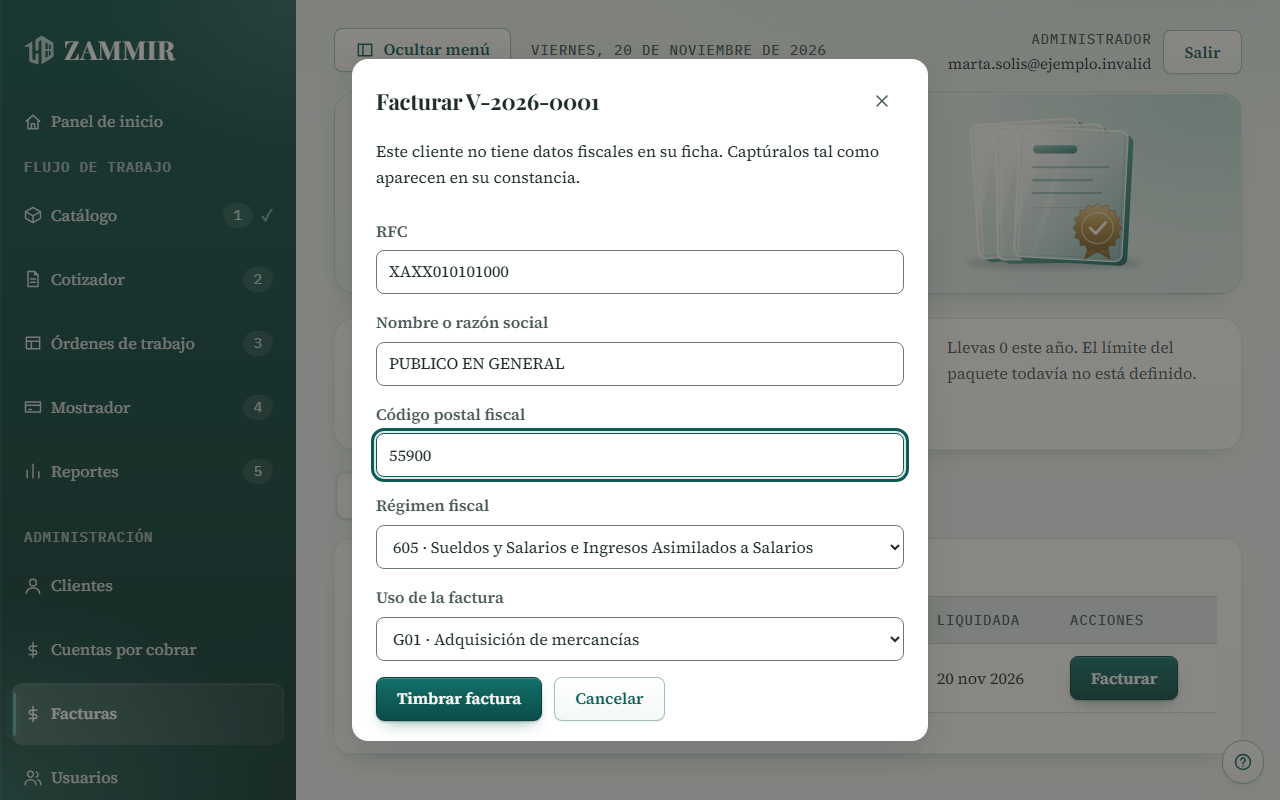 ZAMMIR
Panel de inicio
FLUJO DE TRABAJO
Catálogo 1 ✓
Cotizador 2
Órdenes de trabajo 3
Mostrador 4
Reportes 5
ADMINISTRACIÓN
Clientes
Cuentas por cobrar
Facturas
Usuarios
Ocultar menú
VIERNES, 20 DE NOVIEMBRE DE 2026
ADMINISTRADOR
marta.solis@ejemplo.invalid
Salir
Facturar V-2026-0001
Este cliente no tiene datos fiscales en su ficha. Captúralos tal como
aparecen en su constancia.
RFC
XAXX010101000
Nombre o razón social
PUBLICO EN GENERAL
Código postal fiscal
55900
Régimen fiscal
605 · Sueldos y Salarios e Ingresos Asimilados a Salarios
Uso de la factura
G01 · Adquisición de mercancías
Timbrar factura
Cancelar
Llevas 0 este año. El límite del
paquete todavía no está definido.
LIQUIDADA ACCIONES
20 nov 2026 Facturar